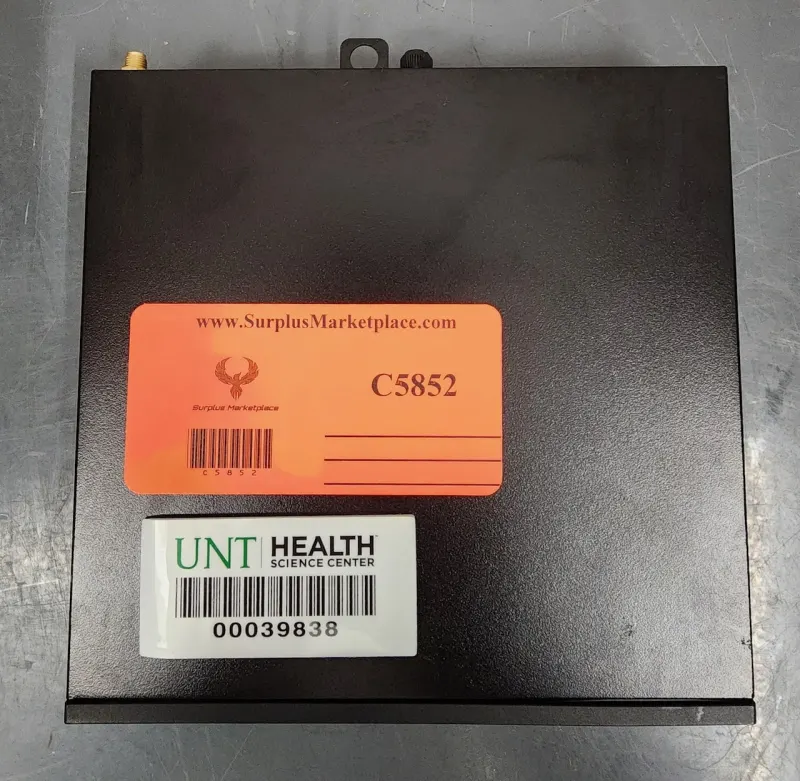 www.SurplusMarketplace.com
C5852
Surplus Marketplace
C5852
UNT HEALTH
SCIENCE CENTER
00039838